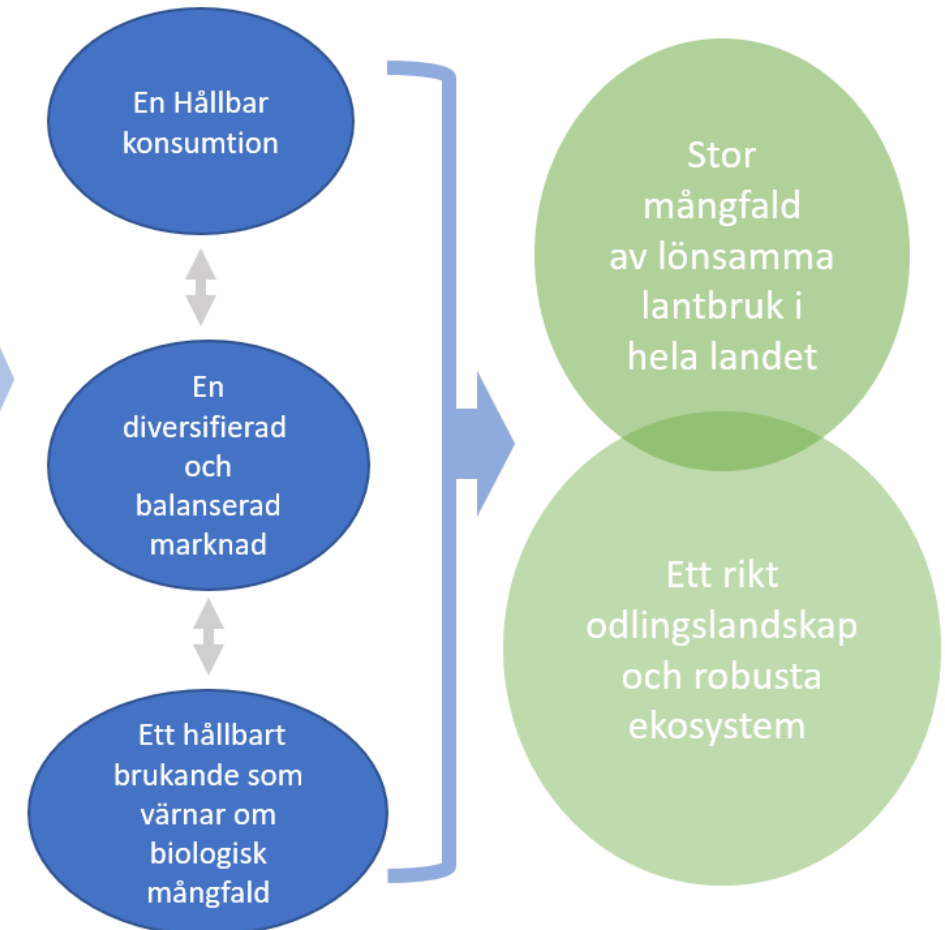 En Hållbar
konsumtion
En
diversifierad
och
balanserad
marknad
Ett hållbart
brukande som
värnar om
biologisk
mångfald
Stor
mångfald
av lönsamma
lantbruk i
hela landet
Ett rikt
odlingslandskap
och robusta
ekosystem